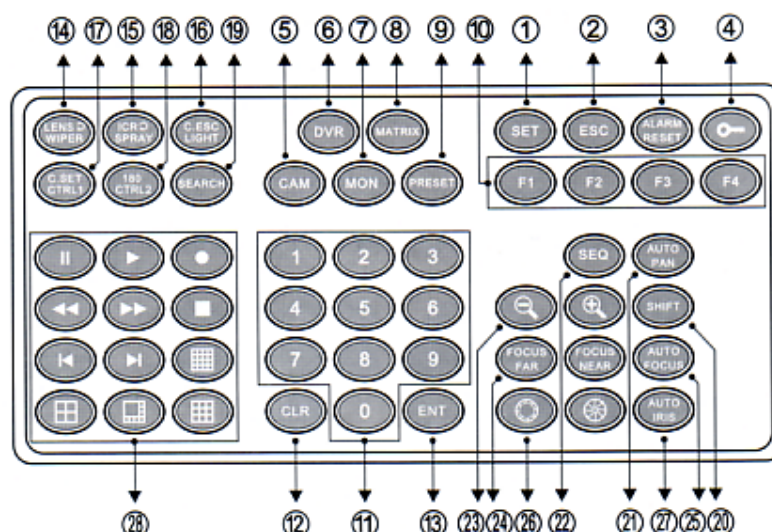 ⑭ ⑰ ⑮ ⑱ ⑯ ⑲ ⑤ ⑥ ⑦ ⑧ ⑨ ⑩ ① ② ③ ④
LENS D WIPER
ICR D SPRAY
C.ESC LIGHT
DVR
MATRIX
SET
ESC
ALARM RESET
C.SET CTRL1
180 CTRL2
SEARCH
CAM
MON
PRESET
F1
F2
F3
F4
SEQ
AUTO PAN
1 2 3
SHIFT
4 5 6
FOCUS FAR
FOCUS NEAR
AUTO FOCUS
7 8 9
CLR
0
ENT
AUTO IRIS
㉘ ⑫ ⑪ ⑬ ㉓ ㉔ ㉖ ㉒ ㉑ ㉗ ㉕ ⑳